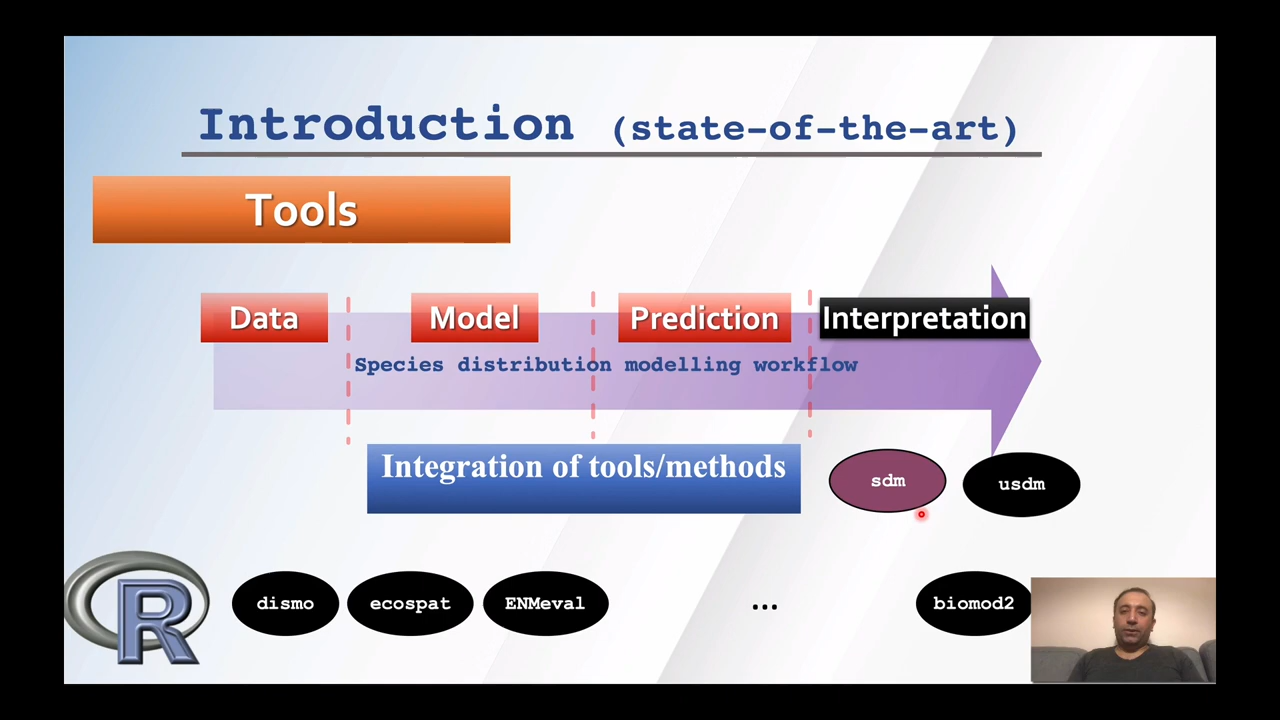 Introduction (state-of-the-art)
Tools
Data Model Prediction Interpretation
Species distribution modelling workflow
Integration of tools/methods
sdm usdm
R dismo ecospat ENMeval ... biomod2